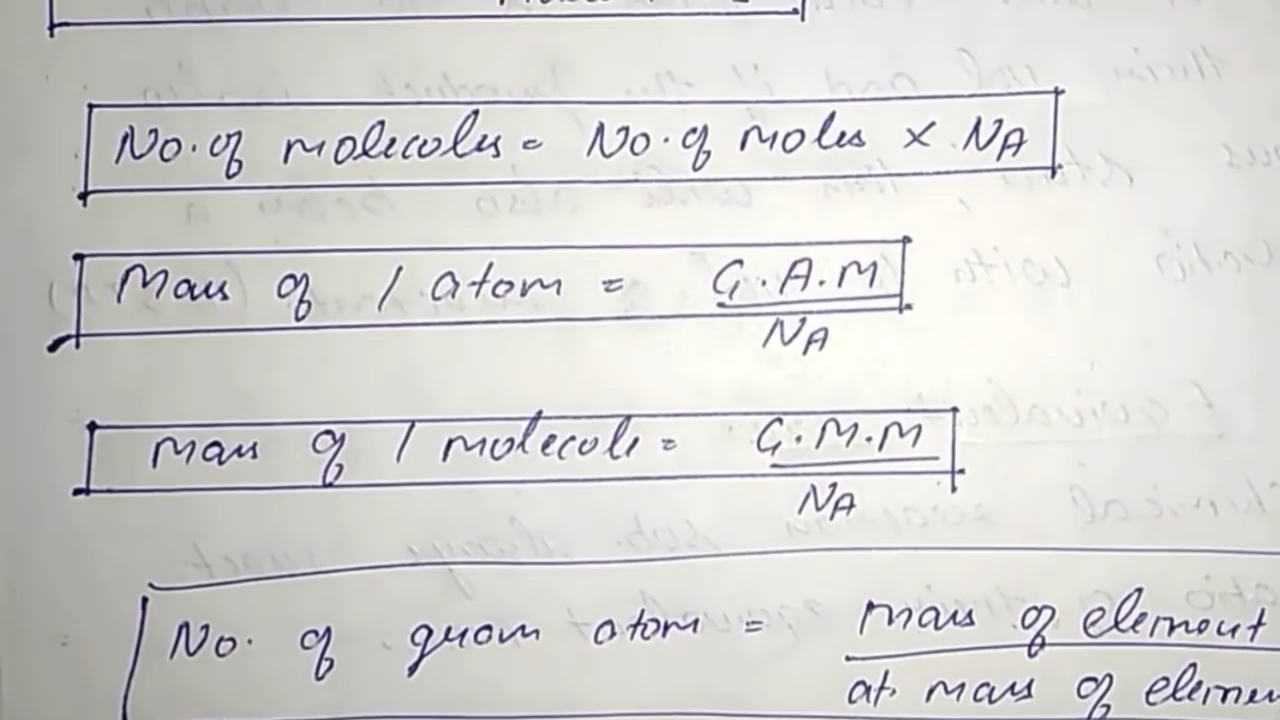 No. of molecules = No. of moles × NA
Mass of 1 atom = G.A.M
NA
Mass of 1 molecule = G.M.M
NA
No. of gram atom = mass of element
at. mass of eleme